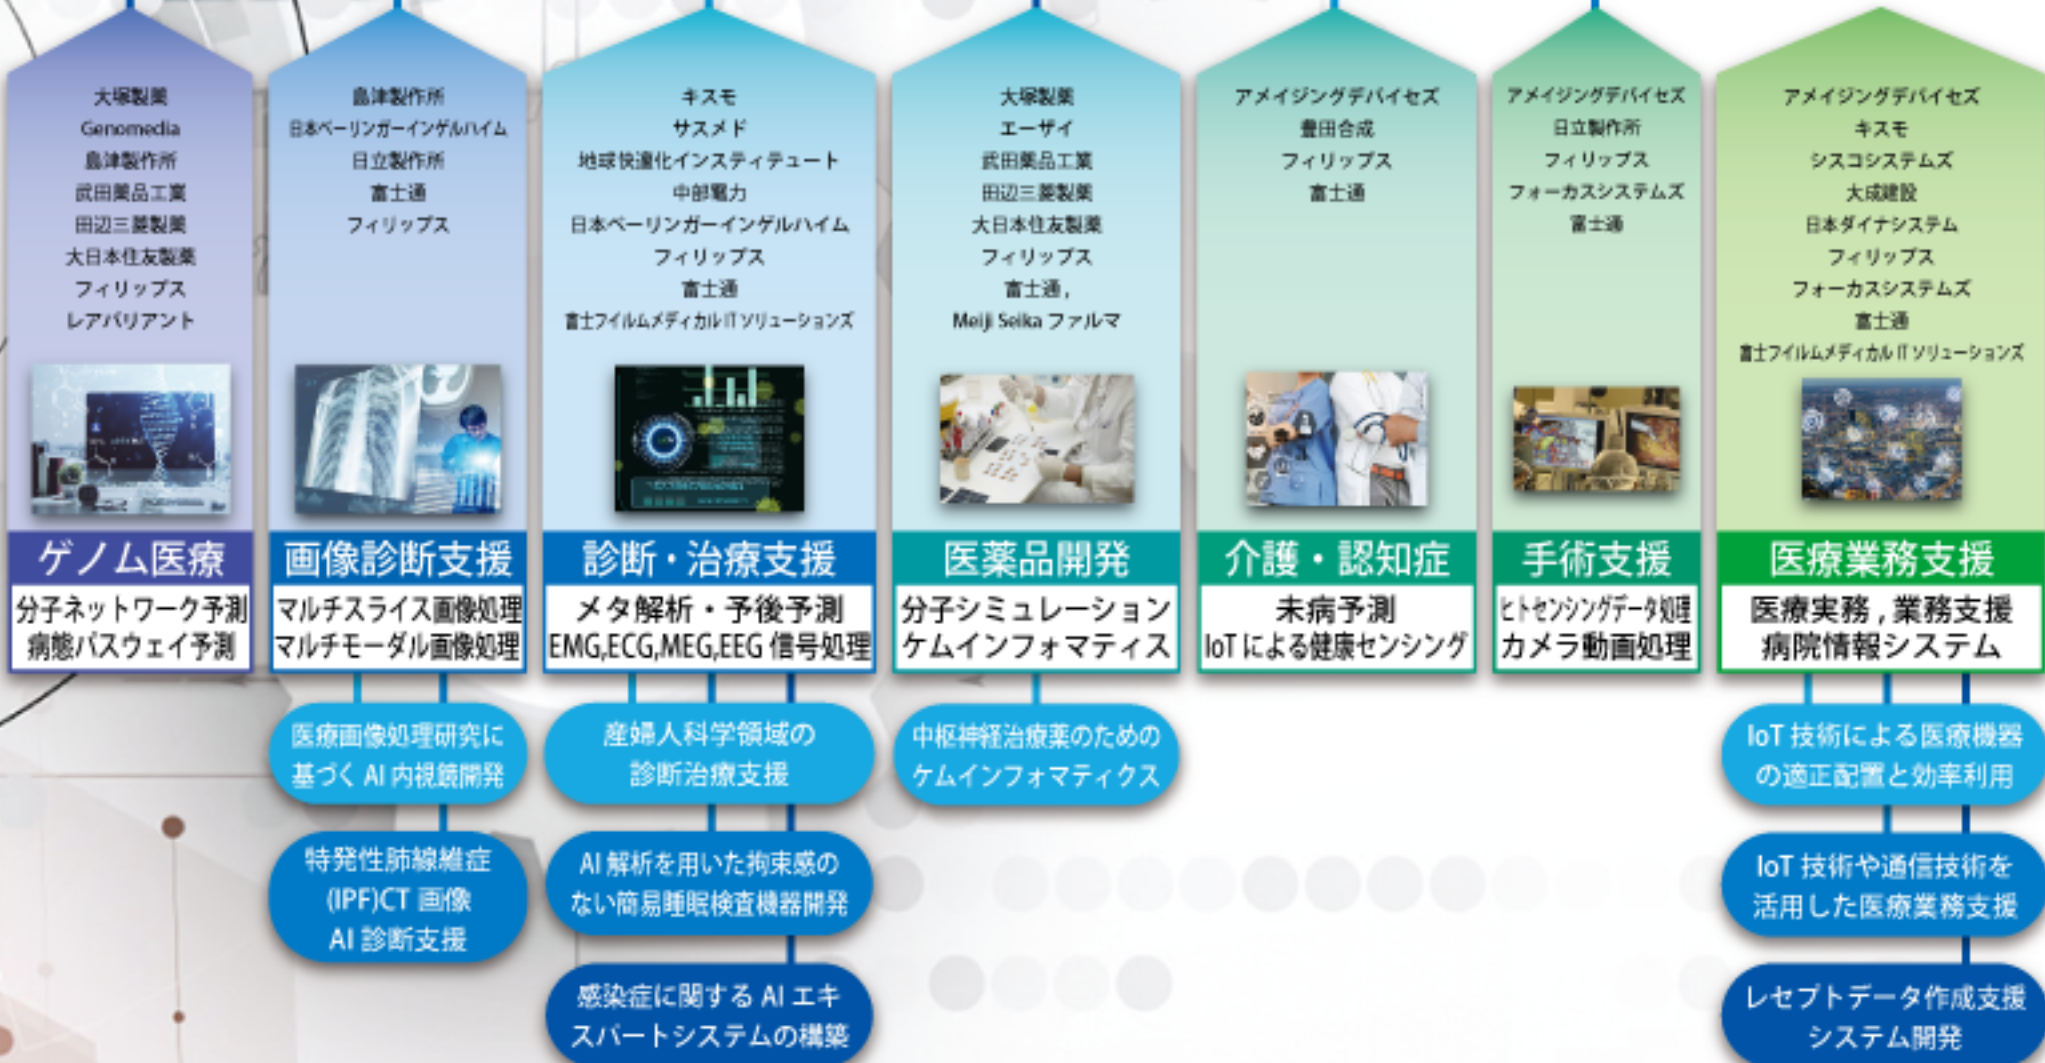 大塚製薬
Genomedia
島津製作所
武田薬品工業
田辺三菱製薬
大日本住友製薬
フィリップス
レアバリアント
ゲノム医療
分子ネットワーク予測
病態パスウェイ予測
島津製作所
日本ベーリンガーインゲルハイム
日立製作所
富士通
フィリップス
画像診断支援
マルチスライス画像処理
マルチモーダル画像処理
医療画像処理研究に
基づく AI 内視鏡開発
特発性肺線維症
(IPF)CT 画像
AI 診断支援
キスモ
サスメド
地球快適化インスティテュート
中部電力
日本ベーリンガーインゲルハイム
フィリップス
富士通
富士フイルムメディカル IT ソリューションズ
診断・治療支援
メタ解析・予後予測
EMG,ECG,MEG,EEG 信号処理
産婦人科学領域の
診断治療支援
AI 解析を用いた拘束感の
ない簡易睡眠検査機器開発
感染症に関する AI エキ
スパートシステムの構築
大塚製薬
エーザイ
武田薬品工業
田辺三菱製薬
大日本住友製薬
フィリップス
富士通,
Meiji Seika ファルマ
医薬品開発
分子シミュレーション
ケムインフォマティス
中枢神経治療薬のための
ケムインフォマティクス
アメイジングデバイセズ
豊田合成
フィリップス
富士通
介護・認知症
未病予測
IoT による健康センシング
アメイジングデバイセズ
日立製作所
フィリップス
フォーカスシステムズ
富士通
手術支援
ヒトセンシングデータ処理
カメラ動画処理
アメイジングデバイセズ
キスモ
シスコシステムズ
大成建設
日本ダイナシステム
フィリップス
フォーカスシステムズ
富士通
富士フイルムメディカル IT ソリューションズ
医療業務支援
医療実務 , 業務支援
病院情報システム
IoT 技術による医療機器
の適正配置と効率利用
IoT 技術や通信技術を
活用した医療業務支援
レセプトデータ作成支援
システム開発